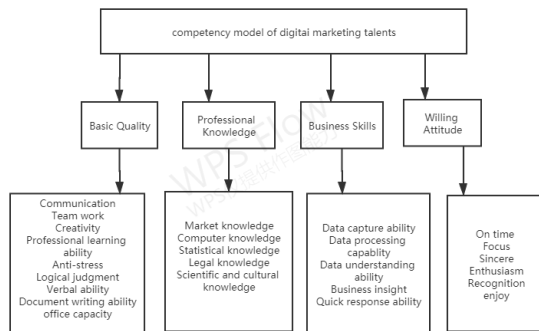 competency model of digitai marketing talents
Basic Quality
Professional
Knowledge
Business Skills
Willing
Attitude
Communication
Team work
Creativity
Professional learning
ability
Anti-stress
Logical judgment
Verbal ability
Document writing ability
office capacity
Market knowledge
Computer knowledge
Statistical knowledge
Legal knowledge
Scientific and cultural
knowledge
Data capture ability
Data processing
capablity
Data understanding
ability
Business insight
Quick response ability
On time
Focus
Sincere
Enthusiasm
Recognition
enjoy
WPS Flow